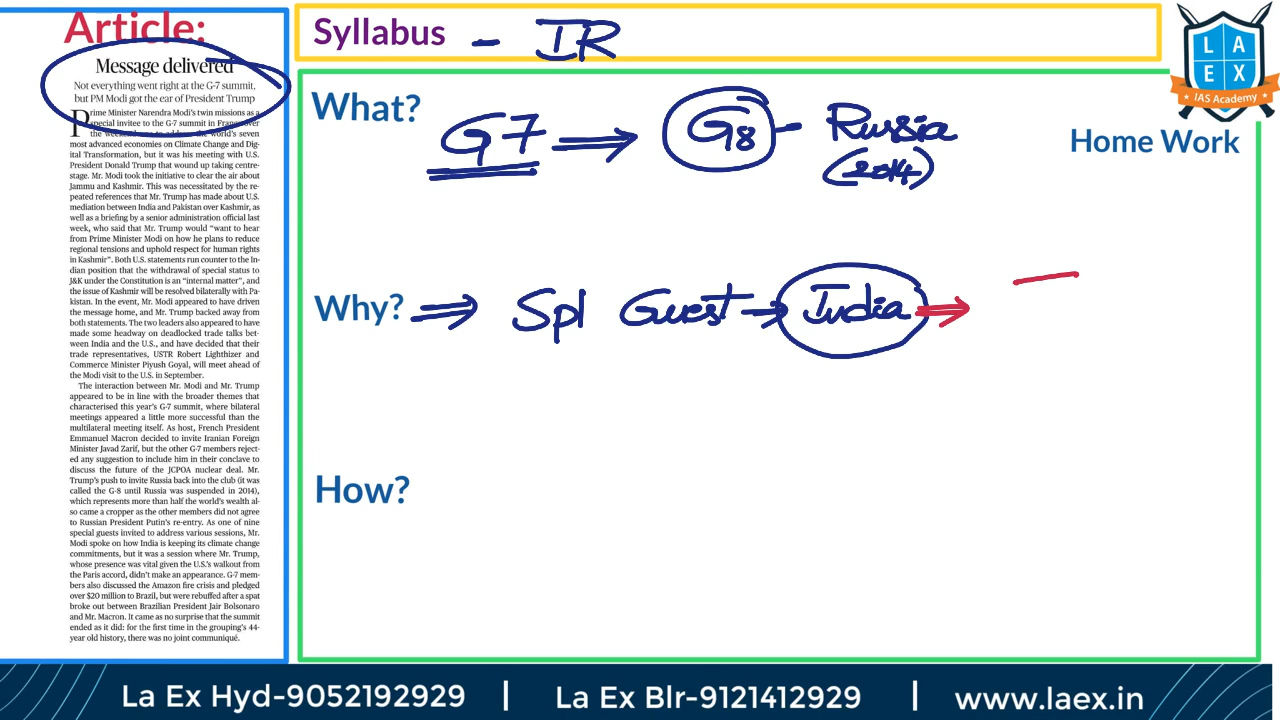 Article:
Message delivered
Not everything went right at the G-7 summit,
but PM Modi got the ear of President Trump
Prime Minister Narendra Modi's twin missions as a
special invitee to the G-7 summit in France over
the weekend were to address the world's seven
most advanced economies on Climate Change and Dig-
ital Transformation, but it was his meeting with U.S.
President Donald Trump that wound up taking centre-
stage. Mr. Modi took the initiative to clear the air about
Jammu and Kashmir. This was necessitated by the re-
peated references that Mr. Trump has made about U.S.
mediation between India and Pakistan over Kashmir, as
well as a briefing by a senior administration official last
week, who said that Mr. Trump would "want to hear
from Prime Minister Modi on how he plans to reduce
regional tensions and uphold respect for human rights
in Kashmir". Both U.S. statements run counter to the In-
dian position that the withdrawal of special status to
J&K under the Constitution is an "internal matter", and
the issue of Kashmir will be resolved bilaterally with Pa-
kistan. In the event, Mr. Modi appeared to have driven
the message home, and Mr. Trump backed away from
both statements. The two leaders also appeared to have
made some headway on deadlocked trade talks bet-
ween India and the U.S., and have decided that their
trade representatives, USTR Robert Lighthizer and
Commerce Minister Piyush Goyal, will meet ahead of
the Modi visit to the U.S. in September.
The interaction between Mr. Modi and Mr. Trump
appeared to be in line with the broader themes that
characterised this year's G-7 summit, where bilateral
meetings appeared a little more successful than the
multilateral meeting itself. As host, French President
Emmanuel Macron decided to invite Iranian Foreign
Minister Javad Zarif, but the other G-7 members reject-
ed any suggestion to include him in their conclave to
discuss the future of the JCPOA nuclear deal. Mr.
Trump's push to invite Russia back into the club (it was
called the G-8 until Russia was suspended in 2014),
which represents more than half the world's wealth al-
so came a cropper as the other members did not agree
to Russian President Putin's re-entry. As one of nine
special guests invited to address various sessions, Mr.
Modi spoke on how India is keeping its climate change
commitments, but it was a session where Mr. Trump,
whose presence was vital given the U.S.'s walkout from
the Paris accord, didn't make an appearance. G-7 mem-
bers also discussed the Amazon fire crisis and pledged
over $20 million to Brazil, but were rebuffed after a spat
broke out between Brazilian President Jair Bolsonaro
and Mr. Macron. It came as no surprise that the summit
ended as it did: for the first time in the grouping's 44-
year old history, there was no joint communiqué.
Syllabus - IR
What? G7 ⇒ G8 - Russia
(2014)
Why? ⇒ Spl Guest → India ⇒
How?
Home Work
L A
E X
IAS Academy
La Ex Hyd-9052192929 | La Ex Blr-9121412929 | www.laex.in